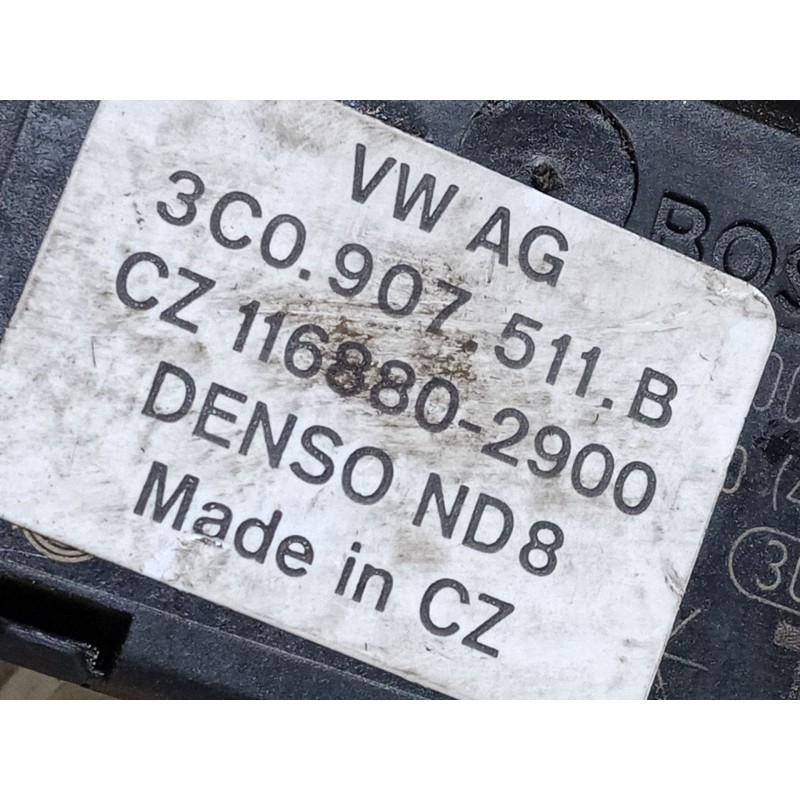 VW AG
3C0.907.511.B
CZ 116880-2900
DENSO ND8
Made in CZ
BOS